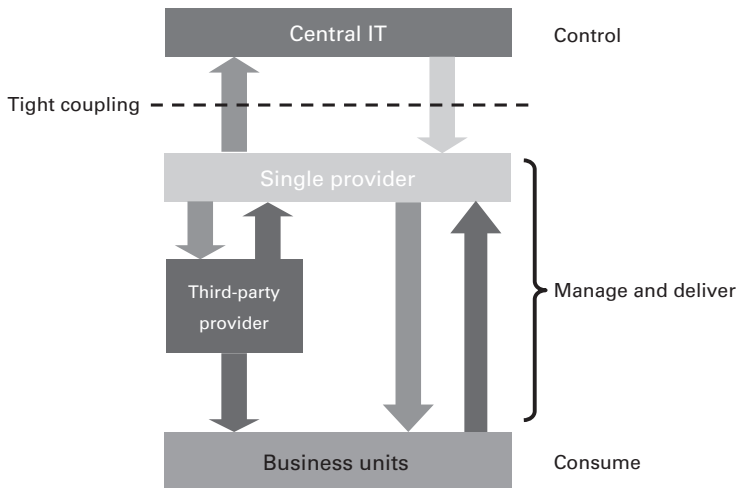 Central IT
Control
Tight coupling
Single provider
Third-party
provider
Manage and deliver
Business units
Consume